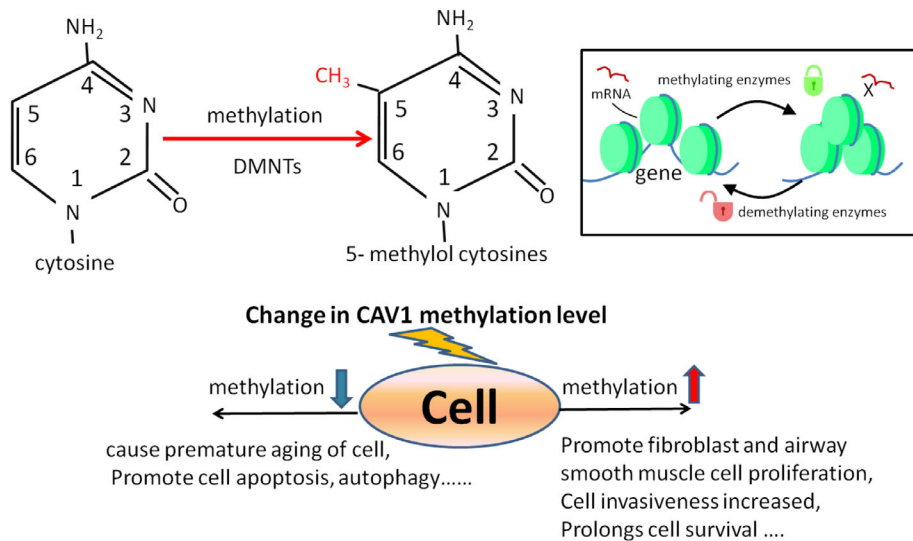 NH2
4
5
3
N
6
2
1
N
O
cytosine
methylation
DMNTs
NH2
CH3
4
5
3
N
6
2
1
N
O
5- methylol cytosines
mRNA
methylating enzymes
X
gene
demethylating enzymes
Change in CAV1 methylation level
methylation
Cell
methylation
cause premature aging of cell,
Promote cell apoptosis, autophagy......
Promote fibroblast and airway
smooth muscle cell proliferation,
Cell invasiveness increased,
Prolongs cell survival ....